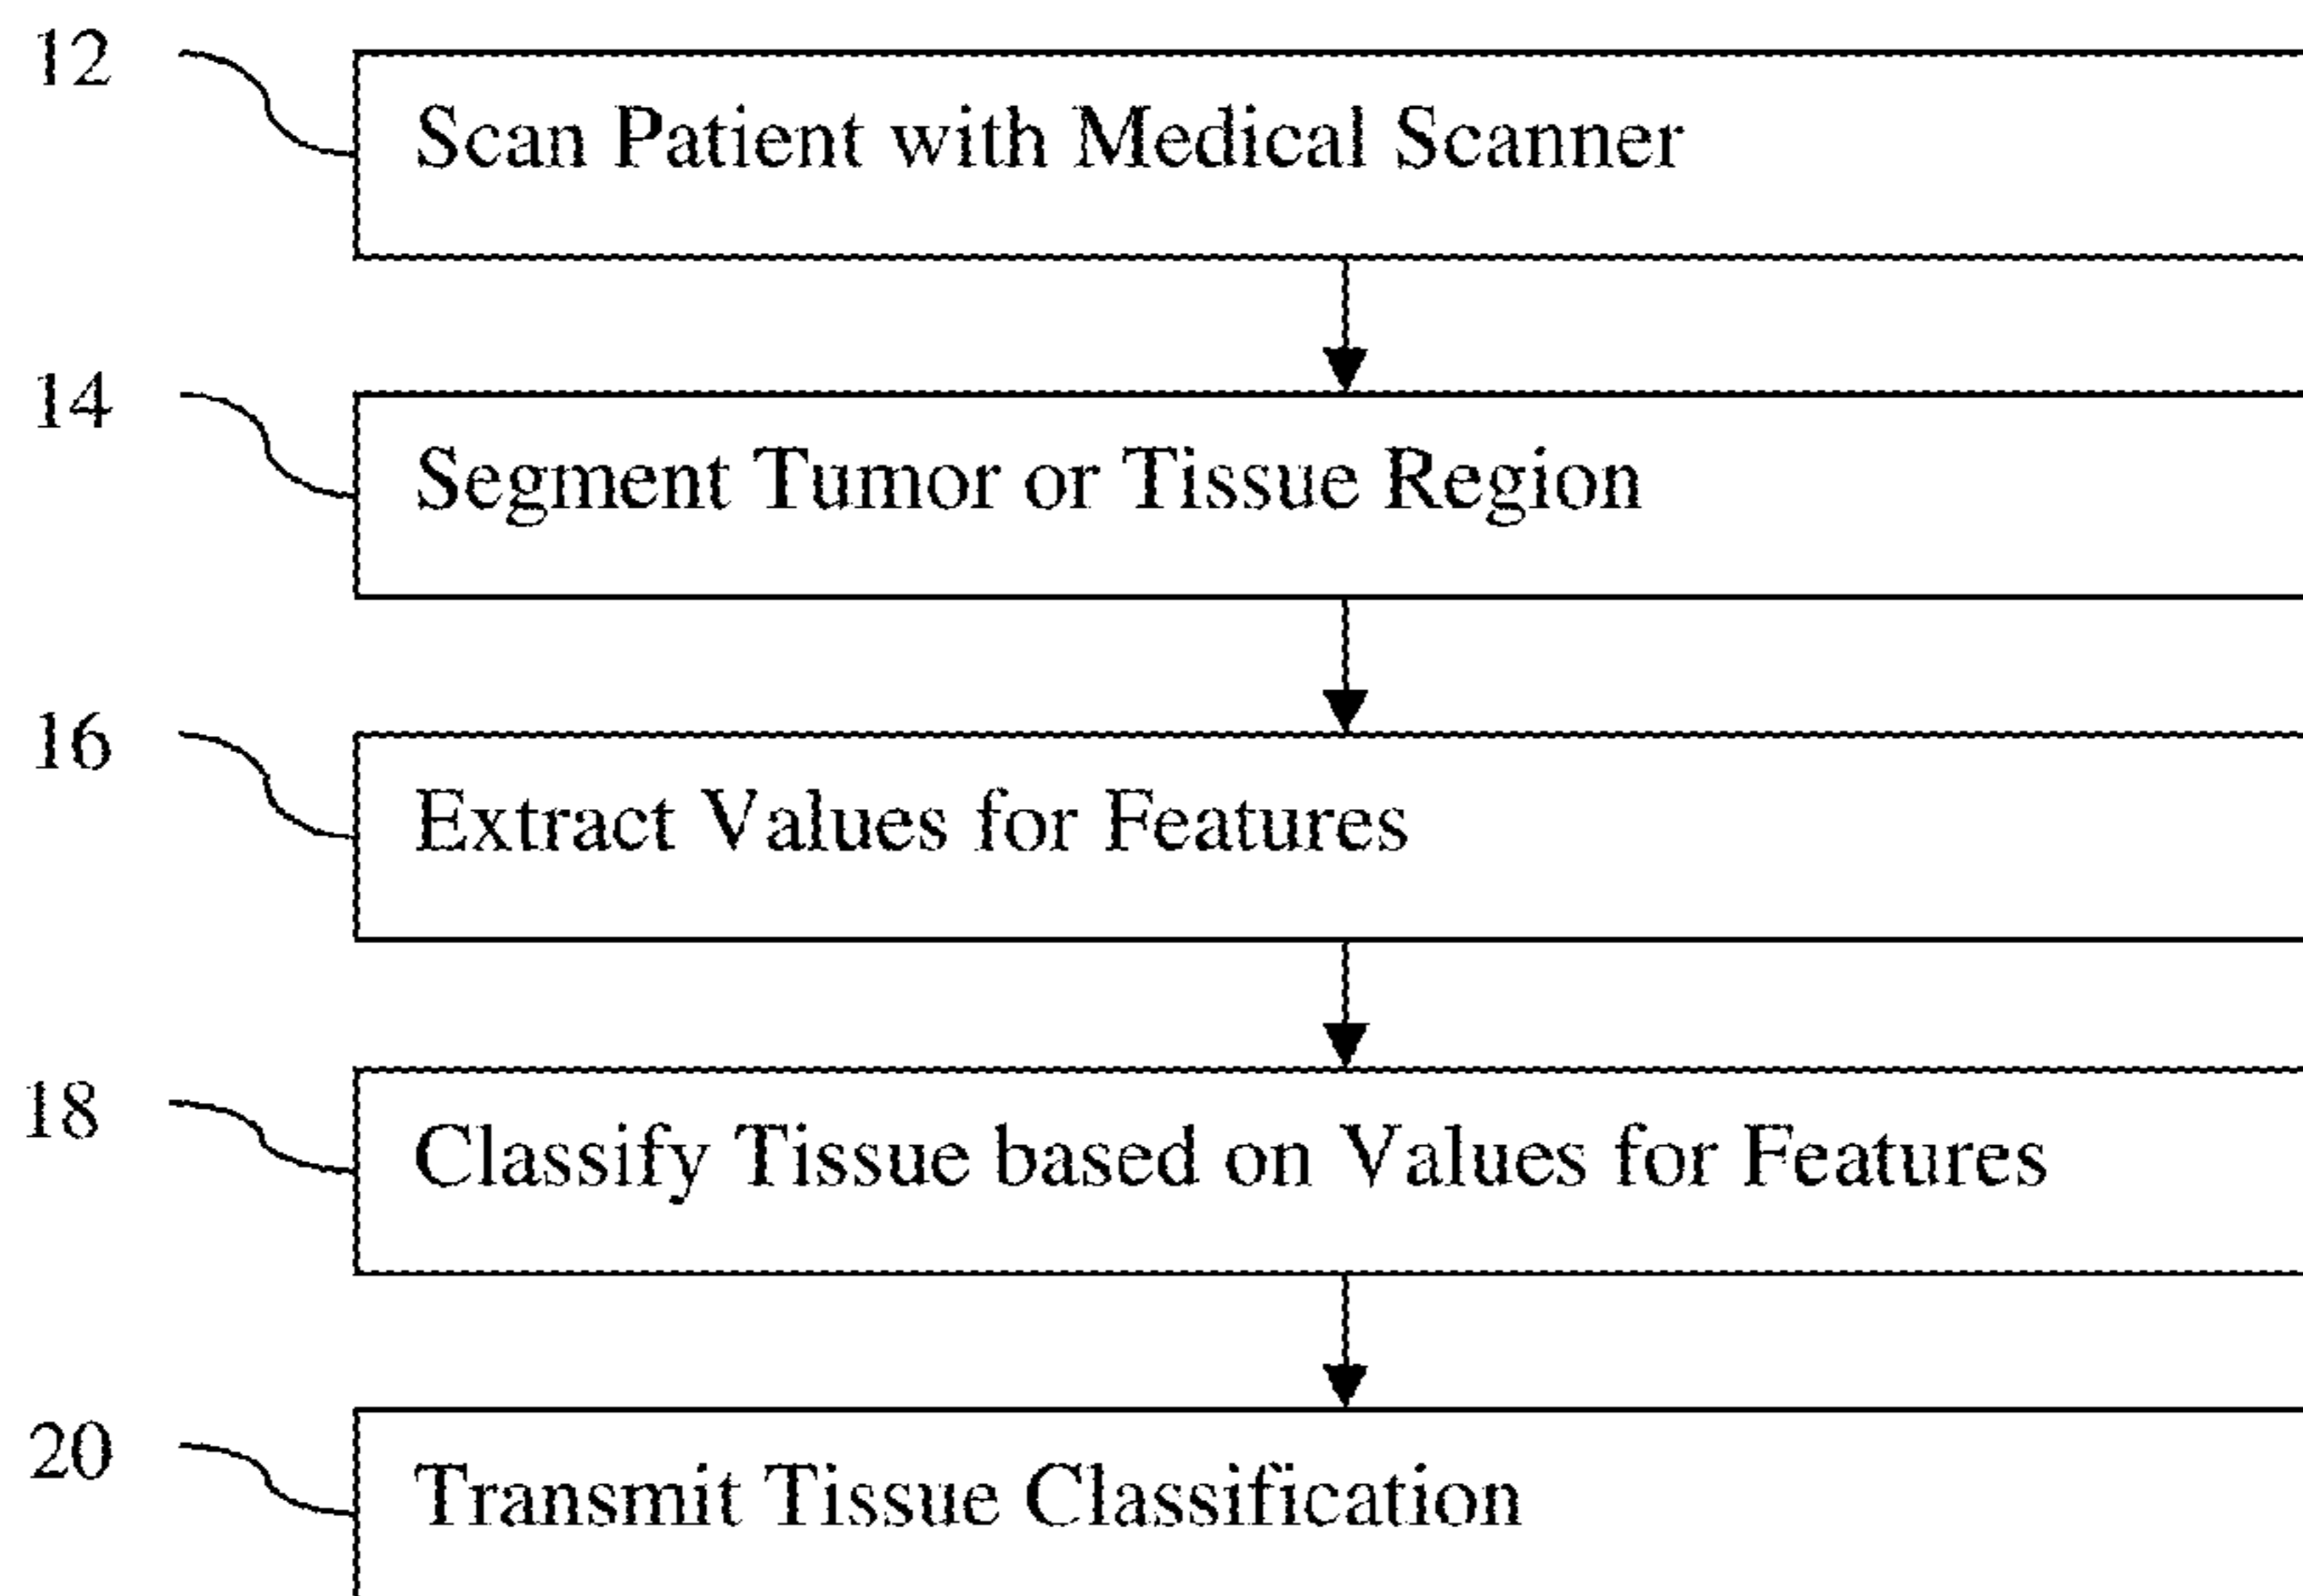 12
Scan Patient with Medical Scanner
14
Segment Tumor or Tissue Region
16
Extract Values for Features
18
Classify Tissue based on Values for Features
20
Transmit Tissue Classification